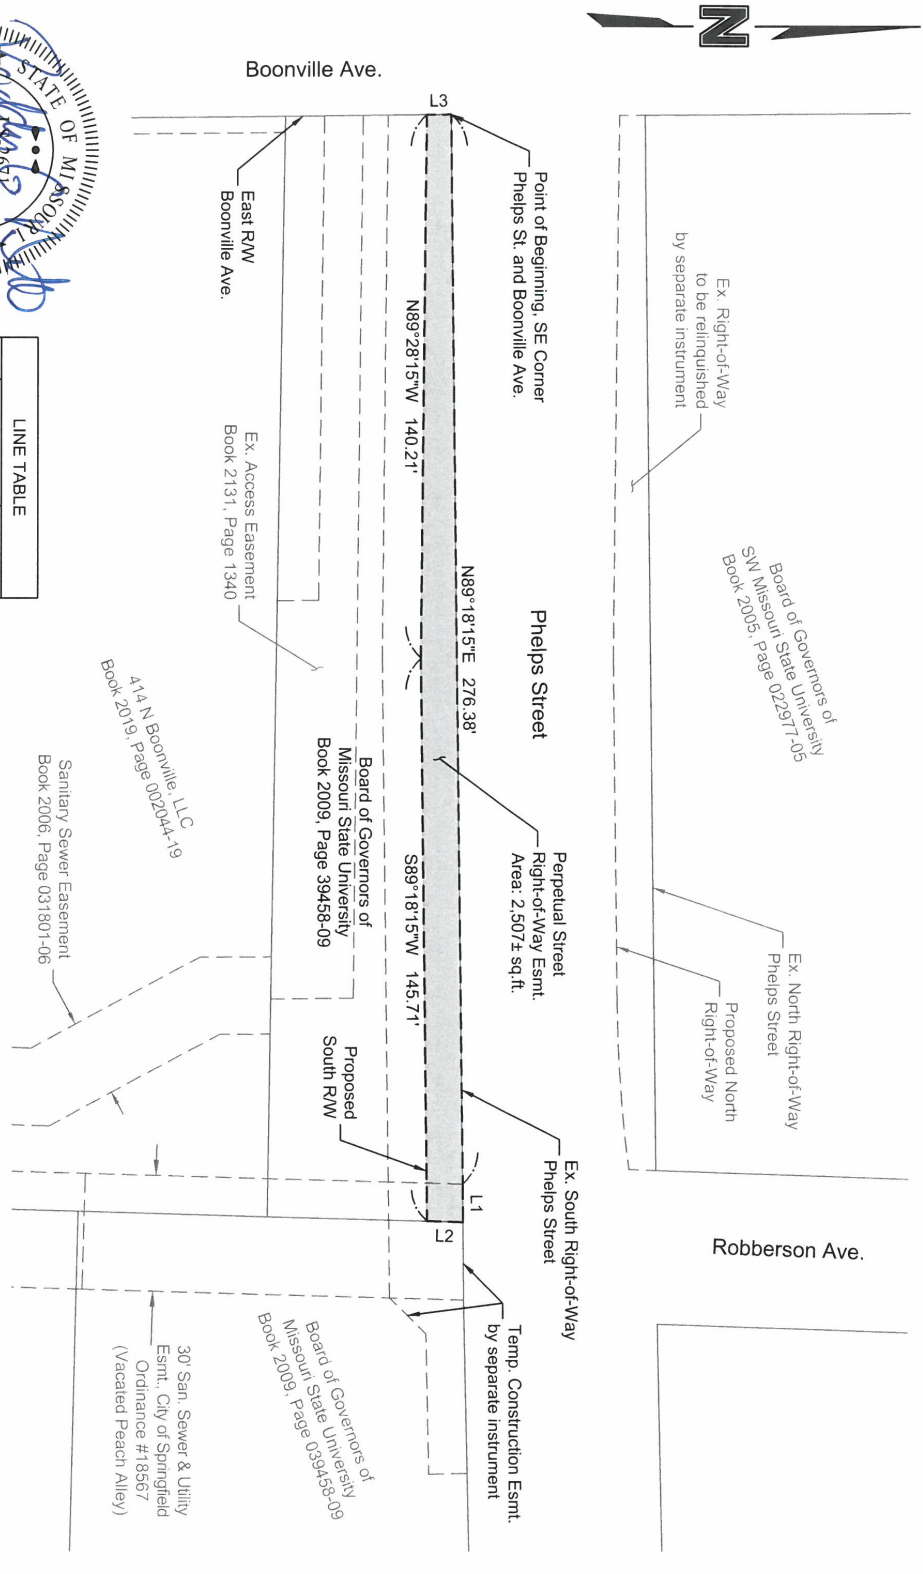 N
Boonville Ave.
L3
Point of Beginning, SE Corner
Phelps St. and Boonville Ave.
East R/W
Boonville Ave.
Ex. Right-of-Way
to be relinquished
by separate instrument
Board of Governors of
SW Missouri State University
Book 2005, Page 022977-05
N89°28'15"W 140.21'
N89°18'15"E 276.38'
Phelps Street
Ex. Access Easement
Book 2131, Page 1340
Board of Governors of
Missouri State University
Book 2009, Page 39458-09
S89°18'15"W 145.71'
Perpetual Street
Right-of-Way Esmt.
Area: 2,507± sq.ft.
Ex. North Right-of-Way
Phelps Street
Proposed North
Right-of-Way
414 N Boonville, LLC
Book 2019, Page 002044-19
Sanitary Sewer Easement
Book 2006, Page 031801-06
Proposed
South R/W
Ex. South Right-of-Way
Phelps Street
L1
L2
Robberson Ave.
Temp. Construction Esmt.
by separate instrument
Board of Governors of
Missouri State University
Book 2009, Page 039458-09
30' San. Sewer & Utility
Esmt., City of Springfield
Ordinance #18567
(Vacated Peach Alley)
STATE OF MISSOURI
LINE TABLE